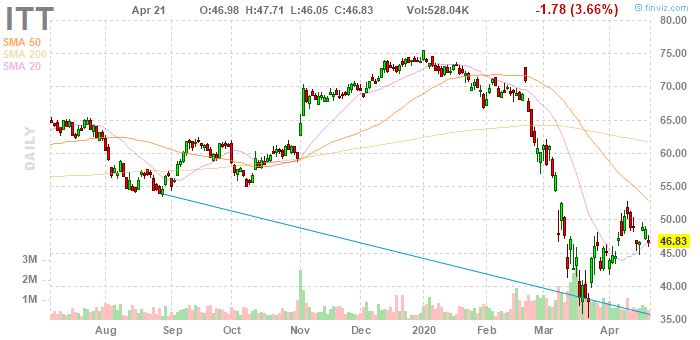 ITT Apr 21 O:46.98 H:47.71 L:46.05 C:46.83 Vol:528.04K -1.78 (3.66%) © finviz.com
SMA 50
SMA 200
SMA 20
DAILY
80.00
75.00
70.00
65.00
60.00
55.00
50.00
46.83
45.00
40.00
35.00
3M
2M
1M
Aug Sep Oct Nov Dec 2020 Feb Mar Apr